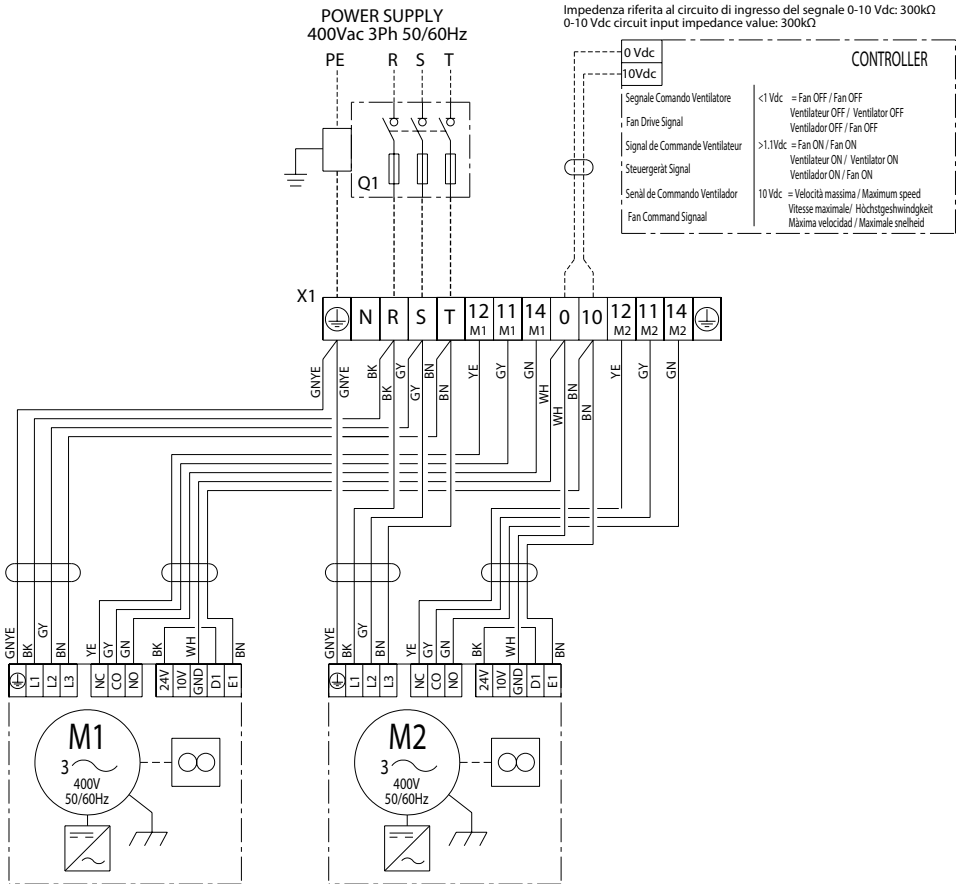 POWER SUPPLY
400Vac 3Ph 50/60Hz
PE R S T
Q1
Impedenza riferita al circuito di ingresso del segnale 0-10 Vdc: 300kΩ
0-10 Vdc circuit input impedance value: 300kΩ
0 Vdc
10Vdc
CONTROLLER
Segnale Comando Ventilatore
Fan Drive Signal
Signal de Commande Ventilateur
Steuergeràt Signal
Senàl de Commando Ventilador
Fan Command Signaal
<1 Vdc = Fan OFF / Fan OFF
Ventilateur OFF / Ventilator OFF
Ventilador OFF / Fan OFF
>1.1Vdc = Fan ON / Fan ON
Ventilateur ON / Ventilator ON
Ventilador ON / Fan ON
10 Vdc = Velocità massima / Maximum speed
Vitesse maximale/ Höchstgeshwindgkeit
Màxima velocidad / Maximale snelheid
X1
N R S T 12 M1 11 M1 14 M1 0 10 12 M2 11 M2 14 M2
GNYE GNYE BK BK GY GY BN BN YE GY GN WH WH BN BN YE GY GN
GNYE BK GY BN YE GY GN BK WH BN
L1 L2 L3 NC CO NO 24V 10V GND D1 E1
M1
3
400V
50/60Hz
GNYE BK GY BN YE GY GN BK WH BN
L1 L2 L3 NC CO NO 24V 10V GND D1 E1
M2
3
400V
50/60Hz